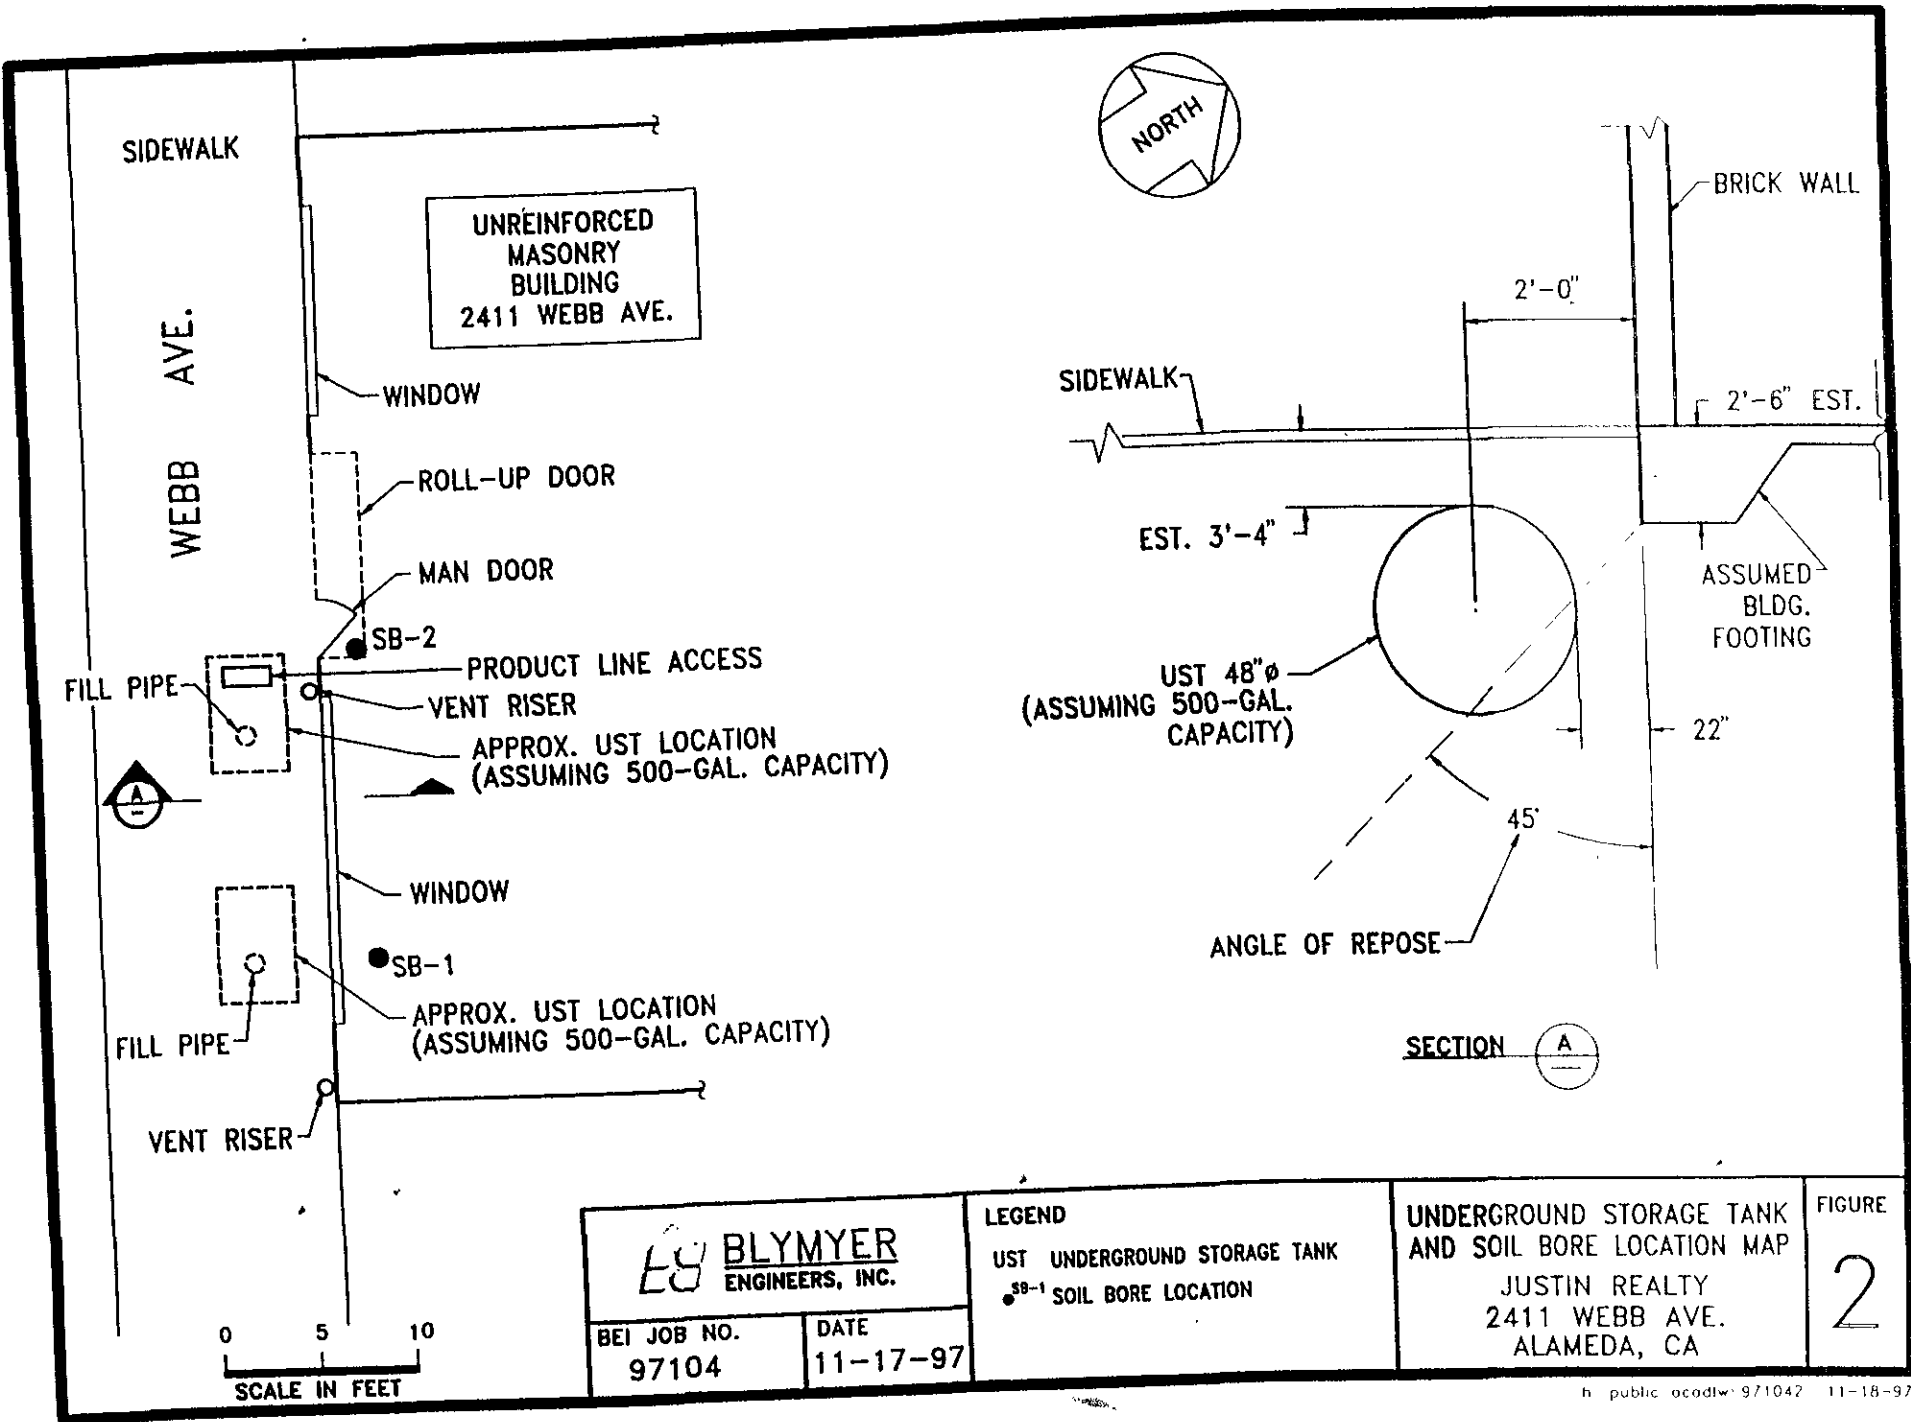 SIDEWALK
NORTH
UNREINFORCED
MASONRY
BUILDING
2411 WEBB AVE.
WEBB AVE.
WINDOW
ROLL-UP DOOR
MAN DOOR
SB-2
PRODUCT LINE ACCESS
FILL PIPE
VENT RISER
APPROX. UST LOCATION
(ASSUMING 500-GAL. CAPACITY)
A
WINDOW
SB-1
APPROX. UST LOCATION
(ASSUMING 500-GAL. CAPACITY)
FILL PIPE
VENT RISER
BRICK WALL
2'-0"
SIDEWALK
2'-6" EST.
EST. 3'-4"
ASSUMED
BLDG.
FOOTING
UST 48"ø
(ASSUMING 500-GAL.
CAPACITY)
22"
45°
ANGLE OF REPOSE
SECTION A
0 5 10
SCALE IN FEET
BLYMYER
ENGINEERS, INC.
BEI JOB NO.
97104
DATE
11-17-97
LEGEND
UST UNDERGROUND STORAGE TANK
SB-1 SOIL BORE LOCATION
UNDERGROUND STORAGE TANK
AND SOIL BORE LOCATION MAP
JUSTIN REALTY
2411 WEBB AVE.
ALAMEDA, CA
FIGURE
2
h public 971042 11-18-97